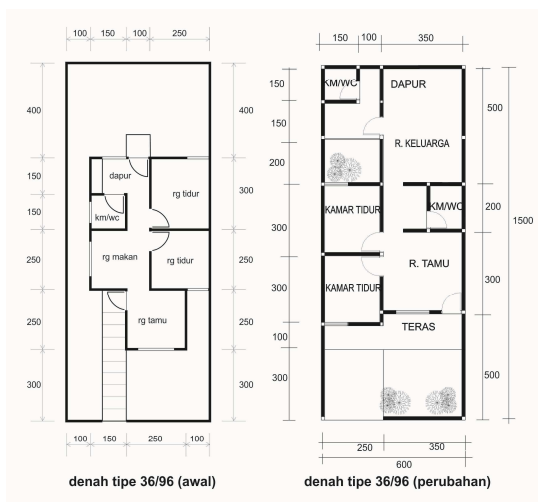 100 150 100 250
400
150
150
250
250
300
400
300
250
250
300
dapur
rg tidur
km/wc
rg makan
rg tidur
rg tamu
100 150 250 100
denah tipe 36/96 (awal)
150 100 350
150
150
200
300
300
100
300
500
200
300
500
1500
KM/WC
DAPUR
R. KELUARGA
KAMAR TIDUR
KM/WC
R. TAMU
KAMAR TIDUR
TERAS
250 350
600
denah tipe 36/96 (perubahan)